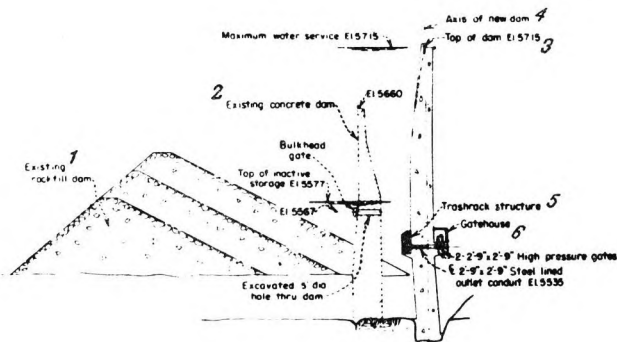 Axis of new dam 4
Maximum water service El.5715
Top of dam El.5715 3
2
El.5660
Existing concrete dam
1
Bulkhead
gate
Existing
rockfill dam
Top of inactive
storage El.5577
El.5567
Trashrack structure 5
Gatehouse 6
2-2'-9"x2'-9" High pressure gates
℄ 2'-9"x2'-9" Steel lined
outlet conduit El.5535
Excavated 5' dia
hole thru dam